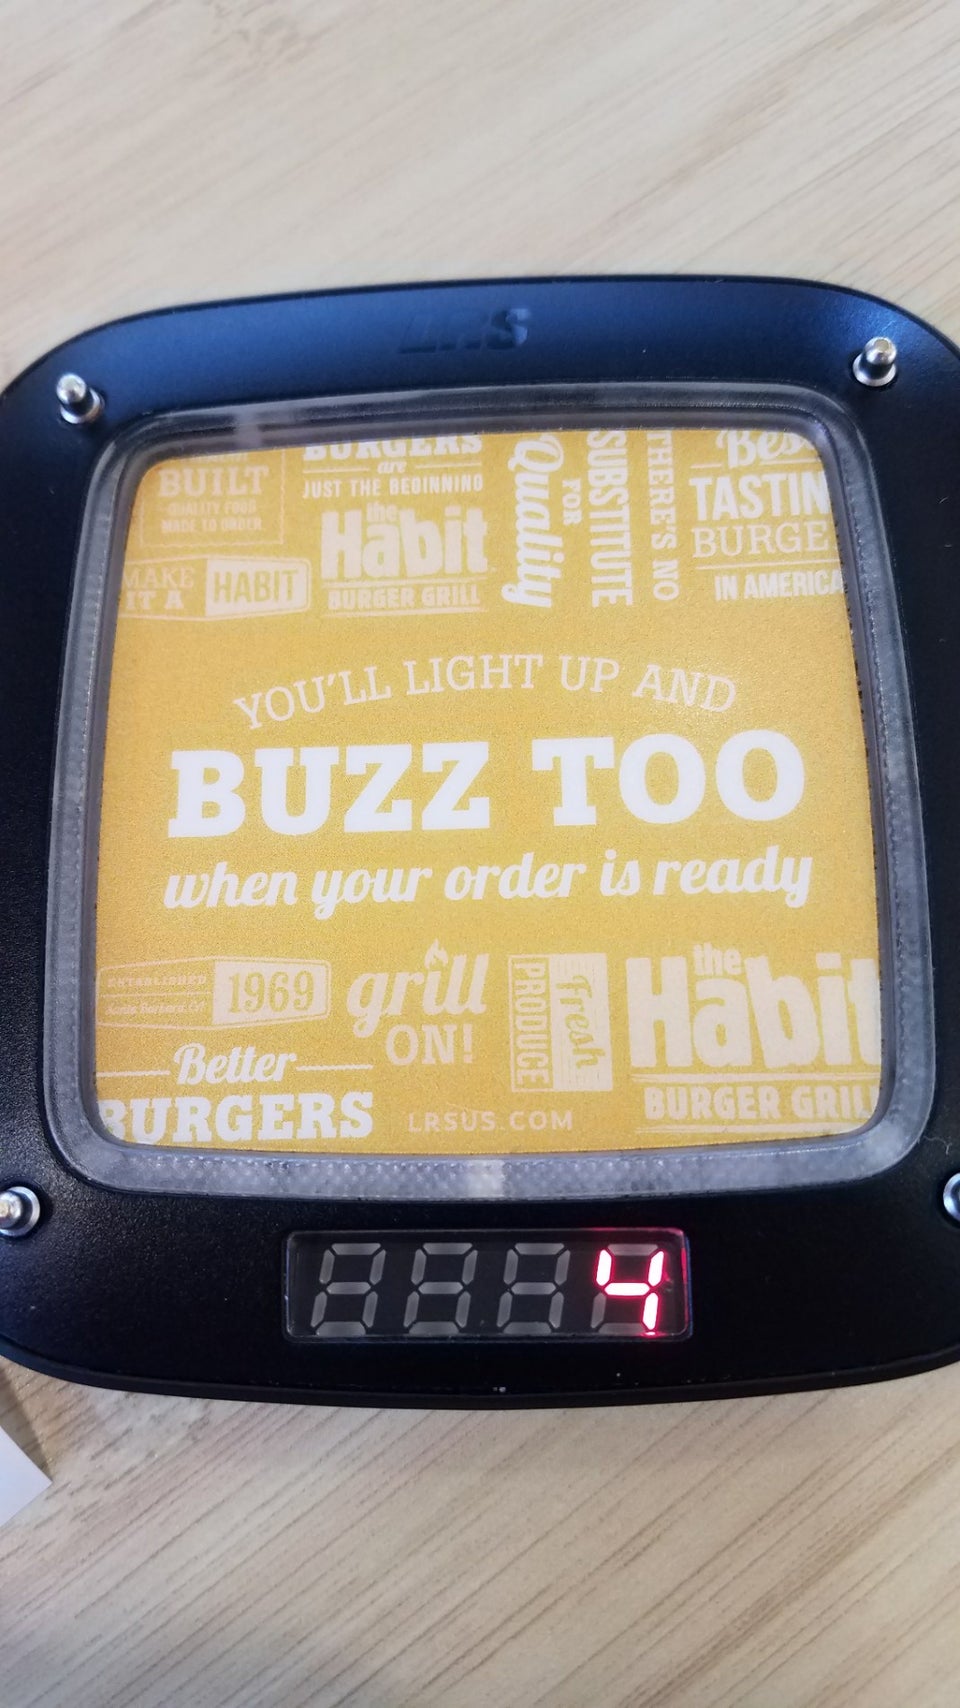 LRS
BURGERS
are
JUST THE BEGINNING
BUILT
QUALITY FOOD
MADE TO ORDER
MAKE
IT A
HABIT
the
Habit
BURGER GRILL
Quality
FOR
SUBSTITUTE
THERE'S NO
Best
TASTIN
BURGE
IN AMERICA
YOU'LL LIGHT UP AND
BUZZ TOO
when your order is ready
ESTABLISHED
1969
grill
ON!
PRODUCE
fresh
the
Habit
BURGER GRILL
Better
BURGERS
LRSUS.COM
4